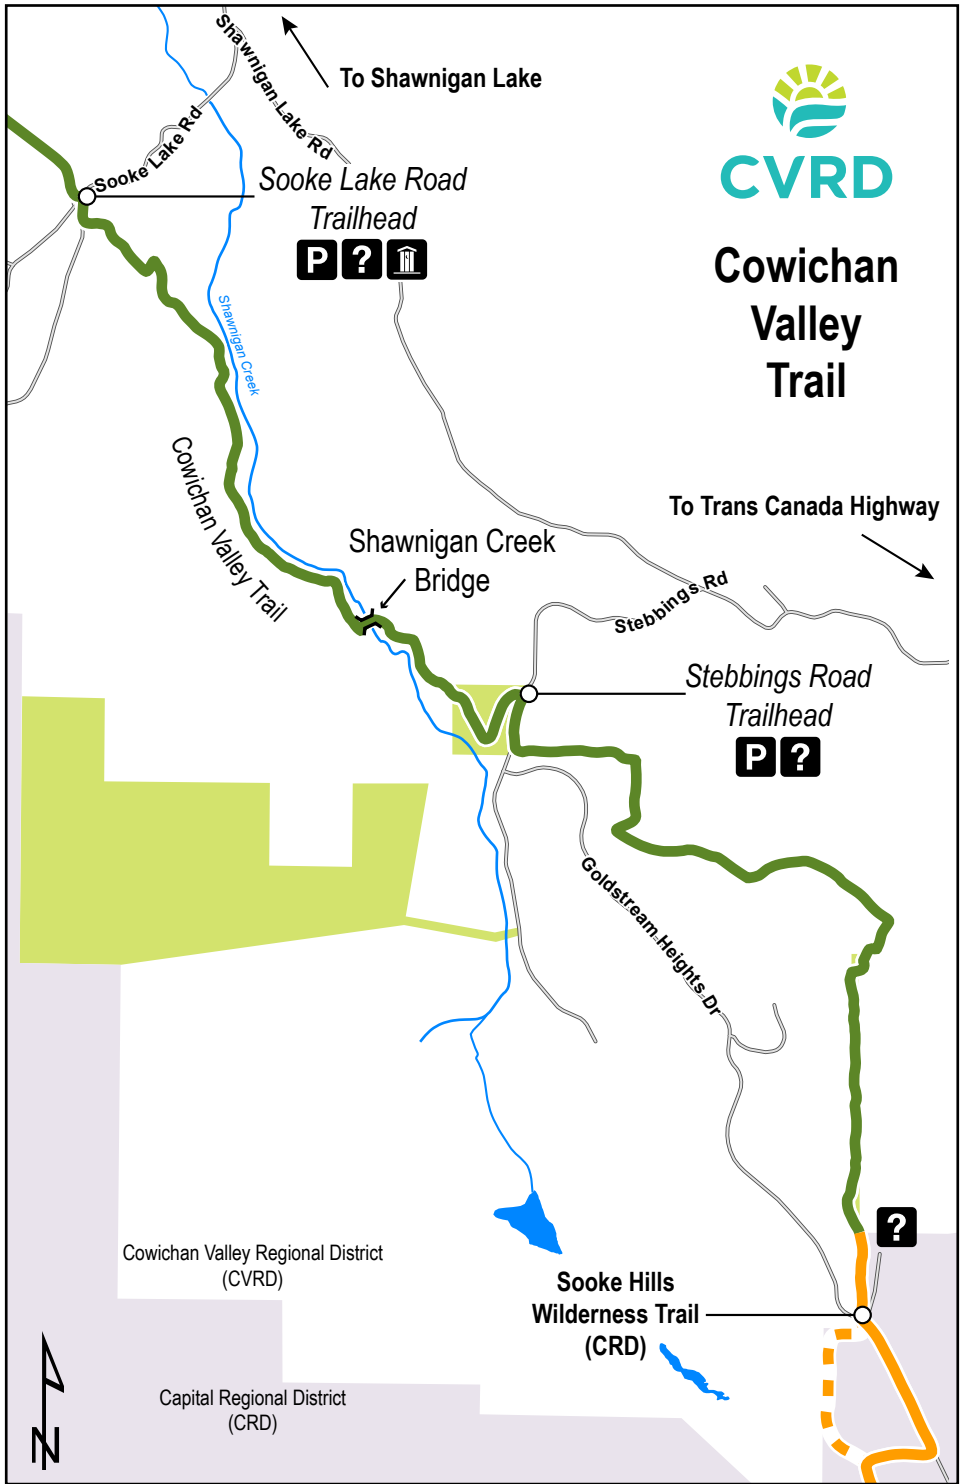 Shawnigan Lake Rd
To Shawnigan Lake
Sooke Lake Rd
CVRD
Sooke Lake Road
Trailhead
P ?
Cowichan
Valley
Trail
Shawnigan Creek
Cowichan Valley Trail
To Trans Canada Highway
Shawnigan Creek
Bridge
Stebbings Rd
Stebbings Road
Trailhead
P ?
Goldstream Heights Dr
?
Cowichan Valley Regional District
(CVRD)
Sooke Hills
Wilderness Trail
(CRD)
Capital Regional District
(CRD)
N